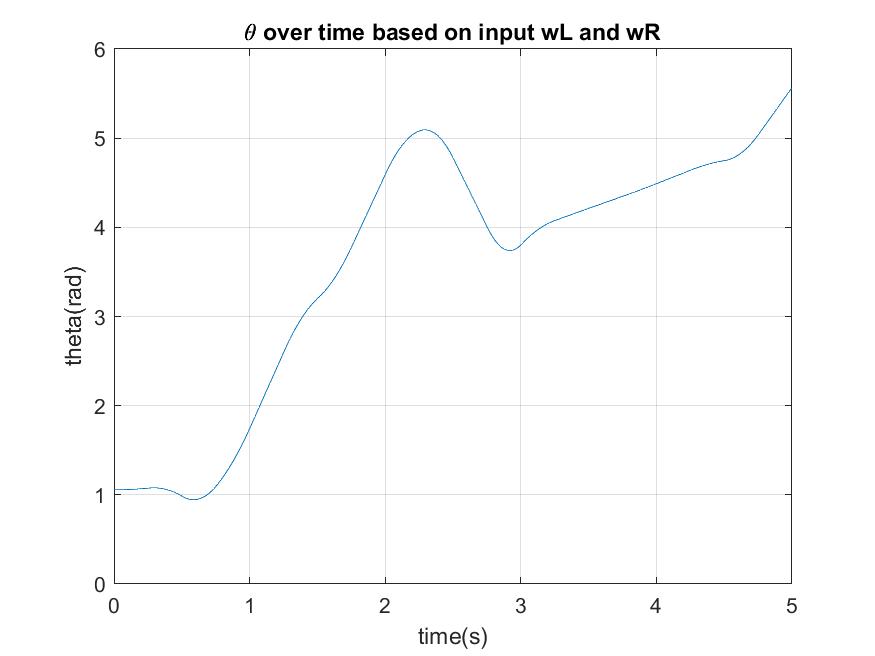 θ over time based on input wL and wR
6
5
4
3
2
1
0
theta(rad)
0 1 2 3 4 5
time(s)